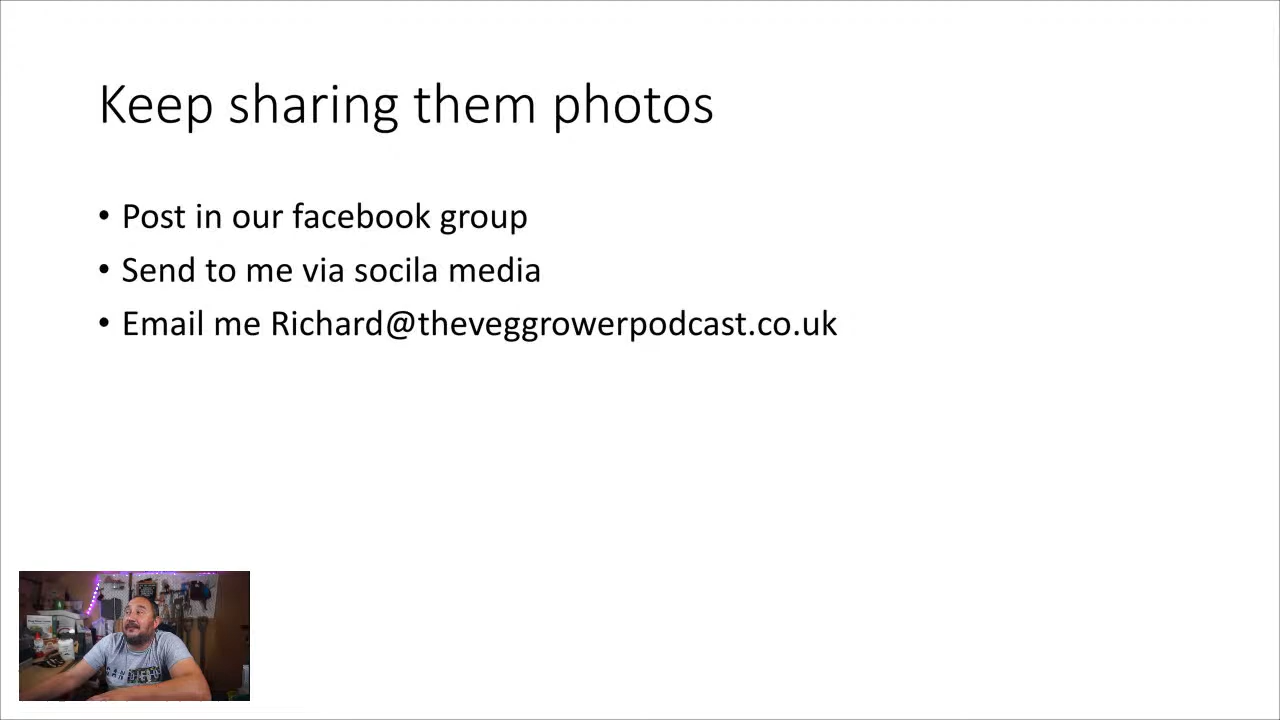 Keep sharing them photos
• Post in our facebook group
• Send to me via socila media
• Email me Richard@theveggrowerpodcast.co.uk